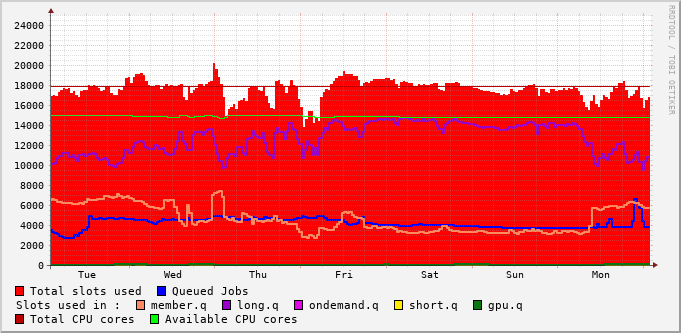 RRDTOOL / TOBI OETIKER
24000
22000
20000
18000
16000
14000
12000
10000
8000
6000
4000
2000
0
Tue Wed Thu Fri Sat Sun Mon
Total slots used Queued Jobs
Slots used in : member.q long.q ondemand.q short.q gpu.q
Total CPU cores Available CPU cores